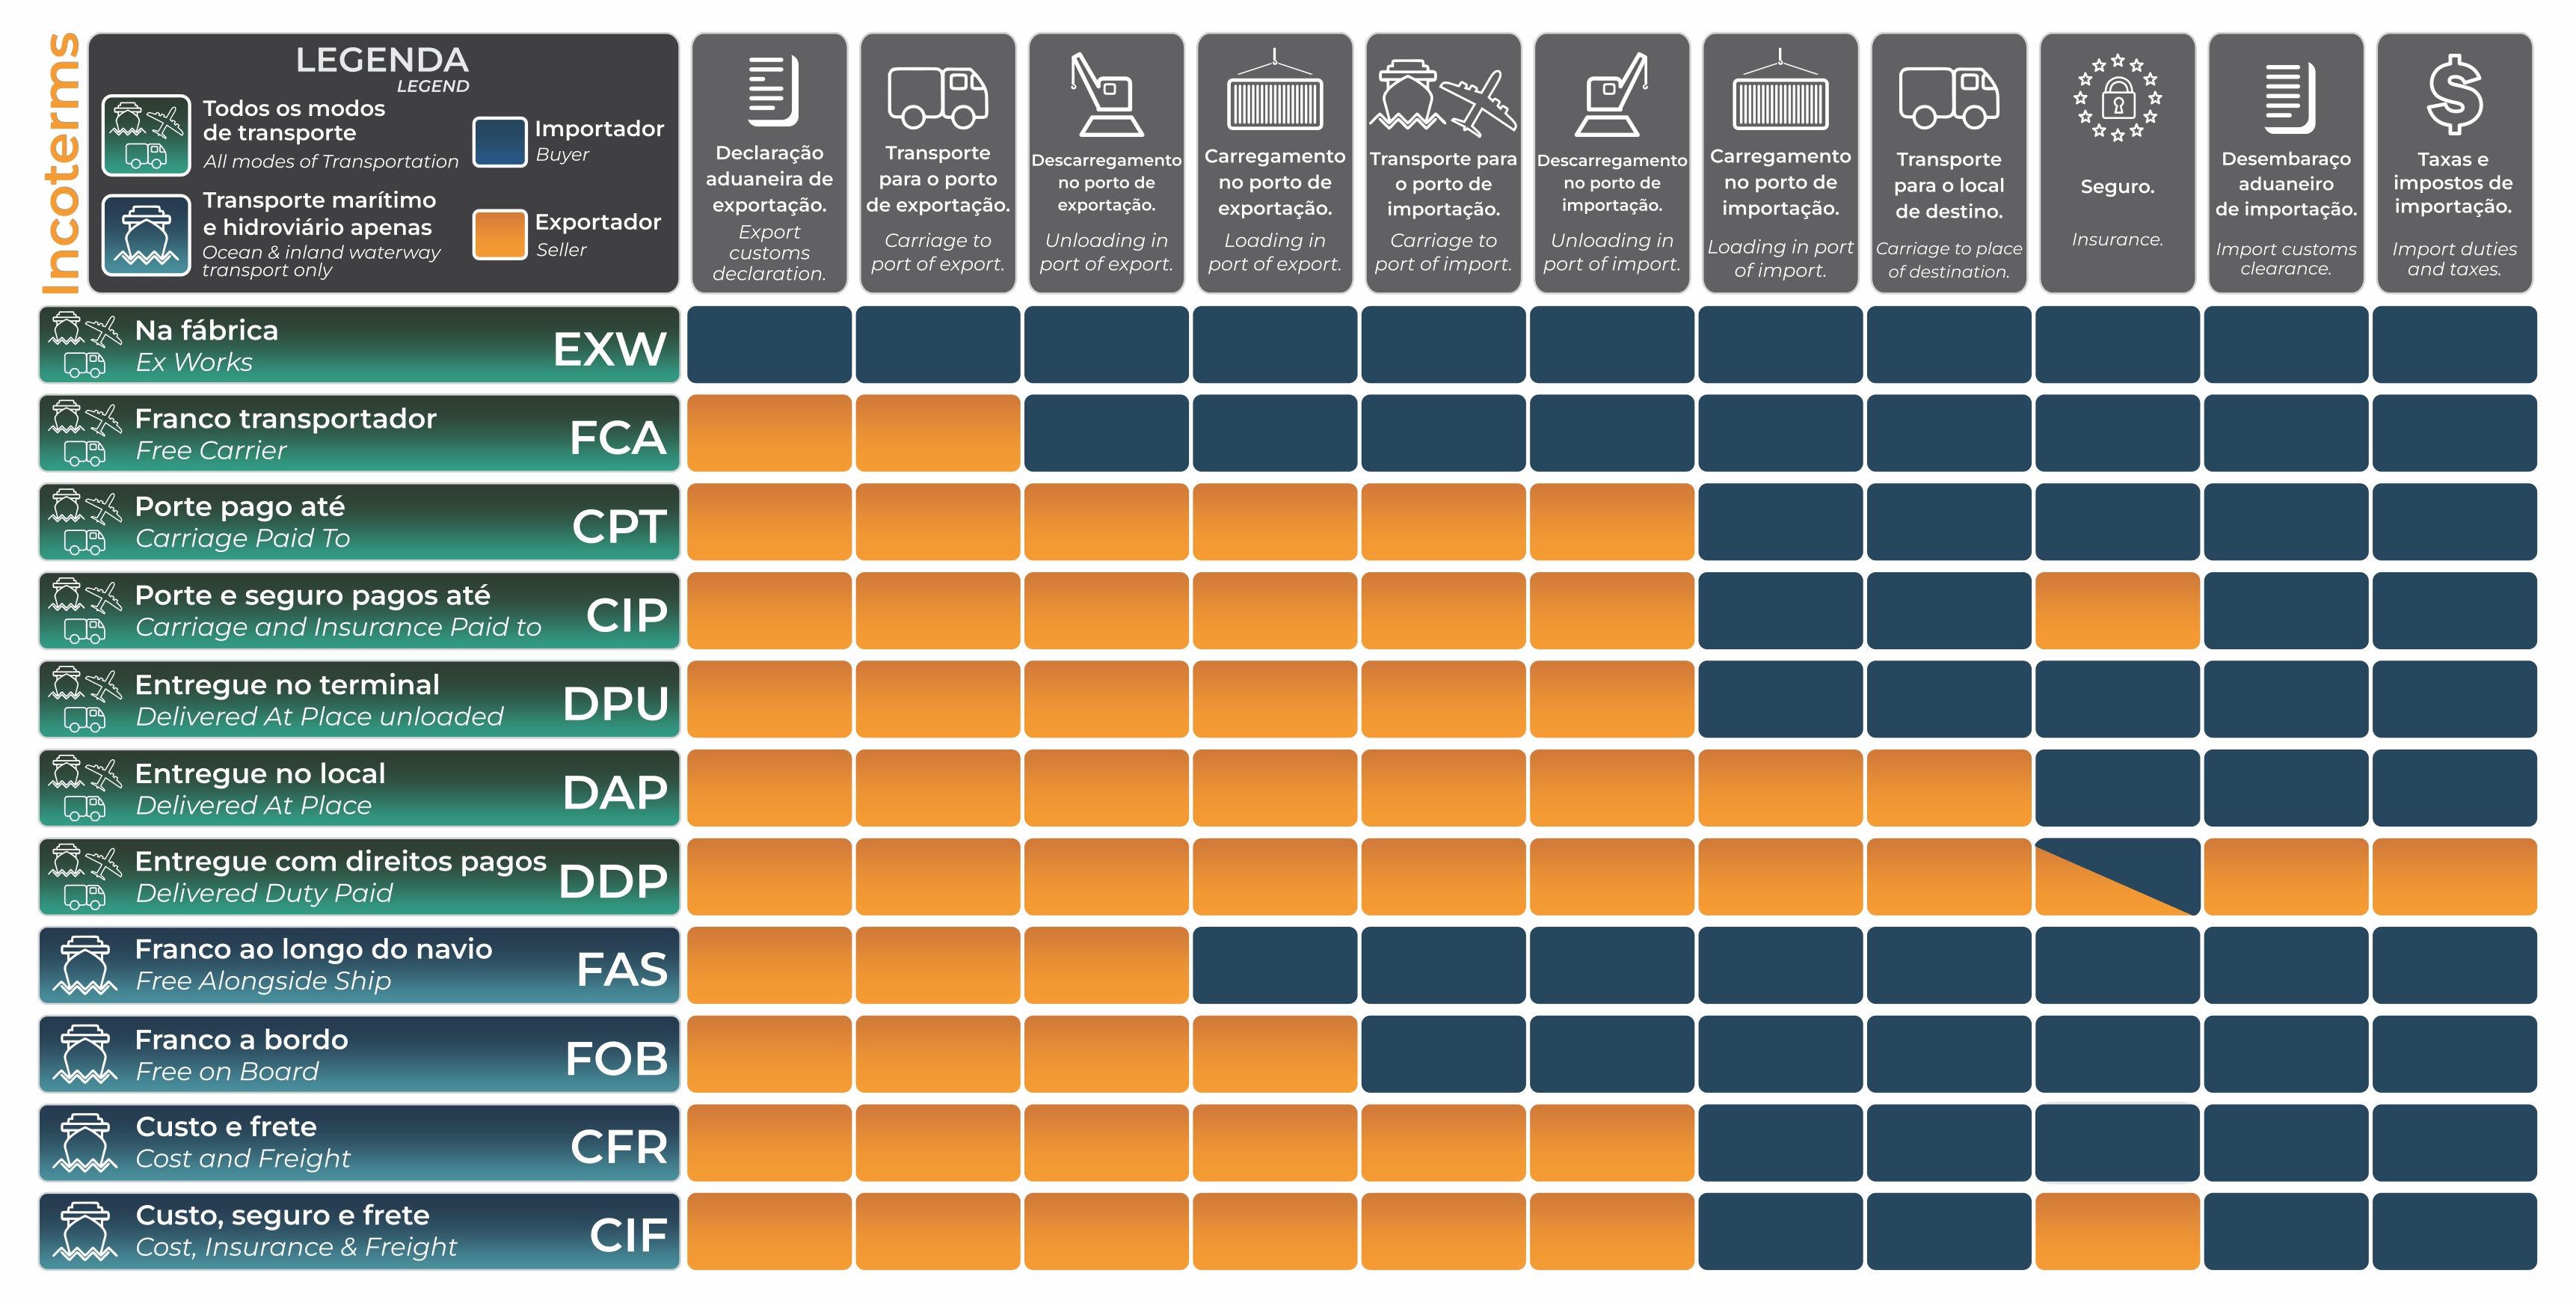 Incoterms
LEGENDA
LEGEND
Todos os modos
de transporte
All modes of Transportation
Importador
Buyer
Transporte marítimo
e hidroviário apenas
Ocean & inland waterway
transport only
Exportador
Seller
Declaração
aduaneira de
exportação.
Export
customs
declaration.
Transporte
para o porto
de exportação.
Carriage to
port of export.
Descarregamento
no porto de
exportação.
Unloading in
port of export.
Carregamento
no porto de
exportação.
Loading in
port of export.
Transporte para
o porto de
importação.
Carriage to
port of import.
Descarregamento
no porto de
importação.
Unloading in
port of import.
Carregamento
no porto de
importação.
Loading in port
of import.
Transporte
para o local
de destino.
Carriage to place
of destination.
Seguro.
Insurance.
Desembaraço
aduaneiro
de importação.
Import customs
clearance.
$
Taxas e
impostos de
importação.
Import duties
and taxes.
Na fábrica
Ex Works
EXW
Franco transportador
Free Carrier
FCA
Porte pago até
Carriage Paid To
CPT
Porte e seguro pagos até
Carriage and Insurance Paid to
CIP
Entregue no terminal
Delivered At Place unloaded
DPU
Entregue no local
Delivered At Place
DAP
Entregue com direitos pagos
Delivered Duty Paid
DDP
Franco ao longo do navio
Free Alongside Ship
FAS
Franco a bordo
Free on Board
FOB
Custo e frete
Cost and Freight
CFR
Custo, seguro e frete
Cost, Insurance & Freight
CIF